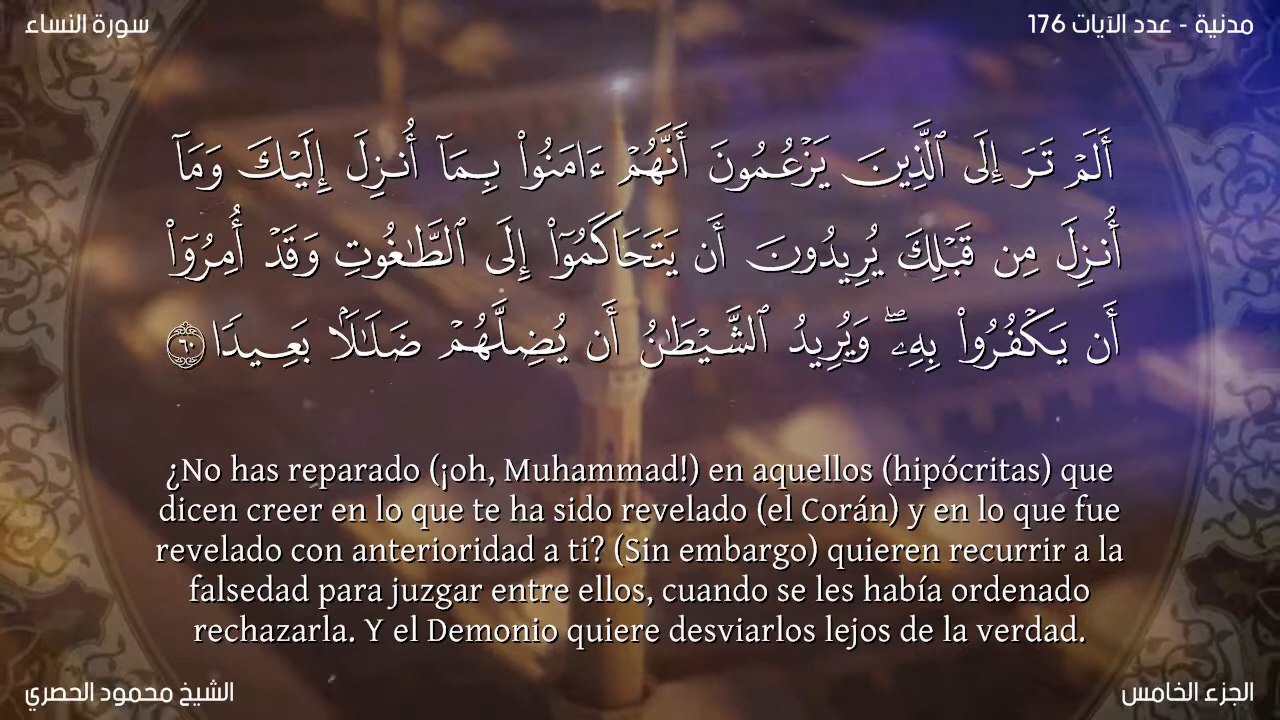 مدنية - عدد الآيات 176
سورة النساء
أَلَمْ تَرَ إِلَى ٱلَّذِينَ يَزْعُمُونَ أَنَّهُمْ ءَامَنُوا۟ بِمَآ أُنزِلَ إِلَيْكَ وَمَآ
أُنزِلَ مِن قَبْلِكَ يُرِيدُونَ أَن يَتَحَاكَمُوٓا۟ إِلَى ٱلطَّـٰغُوتِ وَقَدْ أُمِرُوٓا۟
أَن يَكْفُرُوا۟ بِهِۦۖ وَيُرِيدُ ٱلشَّيْطَـٰنُ أَن يُضِلَّهُمْ ضَلَـٰلًۢا بَعِيدًا ٦٠
¿No has reparado (¡oh, Muhammad!) en aquellos (hipócritas) que
dicen creer en lo que te ha sido revelado (el Corán) y en lo que fue
revelado con anterioridad a ti? (Sin embargo) quieren recurrir a la
falsedad para juzgar entre ellos, cuando se les había ordenado
rechazarla. Y el Demonio quiere desviarlos lejos de la verdad.
الجزء الخامس
الشيخ محمود الحصري